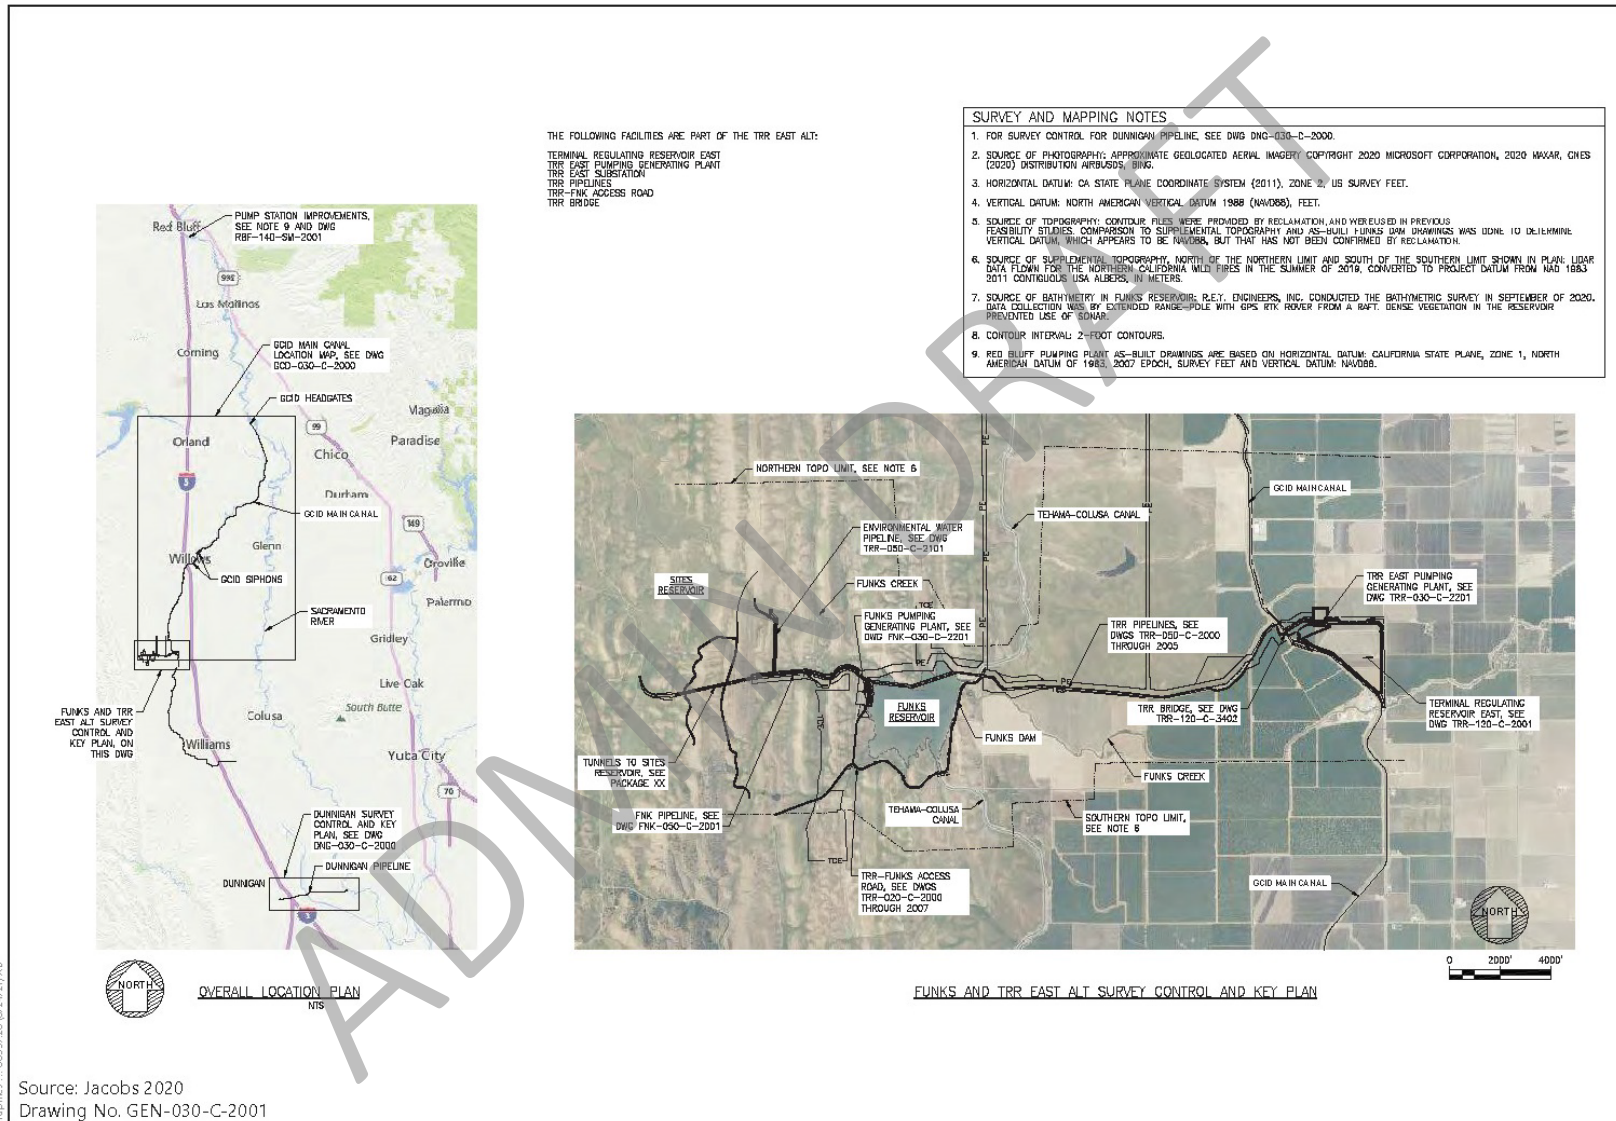 THE FOLLOWING FACILITIES ARE PART OF THE TRR EAST ALT:
TERMINAL REGULATING RESERVOIR EAST
TRR EAST PUMPING GENERATING PLANT
TRR EAST SUBSTATION
TRR PIPELINES
TRR-FNK ACCESS ROAD
TRR BRIDGE
SURVEY AND MAPPING NOTES
1. FOR SURVEY CONTROL FOR DUNNIGAN PIPELINE, SEE DWG DNG-030-C-2000.
2. SOURCE OF PHOTOGRAPHY: APPROXIMATE GEOLOCATED AERIAL IMAGERY COPYRIGHT 2020 MICROSOFT CORPORATION, 2020 MAXAR, CNES
(2020) DISTRIBUTION AIRBUSDS, BING.
3. HORIZONTAL DATUM: CA STATE PLANE COORDINATE SYSTEM (2011), ZONE 2, US SURVEY FEET.
4. VERTICAL DATUM: NORTH AMERICAN VERTICAL DATUM 1988 (NAVD88), FEET.
5. SOURCE OF TOPOGRAPHY: CONTOUR FILES WERE PROVIDED BY RECLAMATION, AND WERE USED IN PREVIOUS
FEASIBILITY STUDIES. COMPARISON TO SUPPLEMENTAL TOPOGRAPHY AND AS-BUILT FUNKS DAM DRAWINGS WAS DONE TO DETERMINE
VERTICAL DATUM, WHICH APPEARS TO BE NAVD88, BUT THAT HAS NOT BEEN CONFIRMED BY RECLAMATION.
6. SOURCE OF SUPPLEMENTAL TOPOGRAPHY, NORTH OF THE NORTHERN LIMIT AND SOUTH OF THE SOUTHERN LIMIT SHOWN IN PLAN: LIDAR
DATA FLOWN FOR THE NORTHERN CALIFORNIA WILD FIRES IN THE SUMMER OF 2019, CONVERTED TO PROJECT DATUM FROM NAD 1983
2011 CONTIGUOUS USA ALBERS, IN METERS.
7. SOURCE OF BATHYMETRY IN FUNKS RESERVOIR: R.E.Y. ENGINEERS, INC. CONDUCTED THE BATHYMETRIC SURVEY IN SEPTEMBER OF 2020.
DATA COLLECTION WAS BY EXTENDED RANGE-POLE WITH GPS RTK ROVER FROM A RAFT. DENSE VEGETATION IN THE RESERVOIR
PREVENTED USE OF SONAR.
8. CONTOUR INTERVAL: 2-FOOT CONTOURS.
9. RED BLUFF PUMPING PLANT AS-BUILT DRAWINGS ARE BASED ON HORIZONTAL DATUM: CALIFORNIA STATE PLANE, ZONE 1, NORTH
AMERICAN DATUM OF 1983, 2007 EPOCH, SURVEY FEET AND VERTICAL DATUM: NAVD88.
Red Bluff
PUMP STATION IMPROVEMENTS,
SEE NOTE 9 AND DWG
RBF-140-SM-2001
99E
Los Molinos
Corning
GCID MAIN CANAL
LOCATION MAP, SEE DWG
GCD-030-C-2000
GCID HEADGATES
Magalia
99
Orland
Paradise
Chico
5
Durham
GCID MAIN CANAL
149
Glenn
Willows
Oroville
GCID SIPHONS
162
Palermo
SACRAMENTO
RIVER
Gridley
Live Oak
South Butte
FUNKS AND TRR
EAST ALT SURVEY
CONTROL AND
KEY PLAN, ON
THIS DWG
Colusa
Williams
Yuba City
70
DUNNIGAN SURVEY
CONTROL AND KEY
PLAN, SEE DWG
DNG-030-C-2000
DUNNIGAN PIPELINE
DUNNIGAN
5
NORTH
OVERALL LOCATION PLAN
NTS
NORTHERN TOPO LIMIT, SEE NOTE 6
PE
PE
PE
PE
GCID MAIN CANAL
TEHAMA-COLUSA CANAL
ENVIRONMENTAL WATER
PIPELINE, SEE DWG
TRR-050-C-2101
SITES
RESERVOIR
FUNKS CREEK
TCE
FUNKS PUMPING
GENERATING PLANT, SEE
DWG FNK-030-C-2201
TRR EAST PUMPING
GENERATING PLANT, SEE
DWG TRR-030-C-2201
TRR PIPELINES, SEE
DWGS TRR-050-C-2000
THROUGH 2005
PE
PE
TCE
FUNKS
RESERVOIR
TRR BRIDGE, SEE DWG
TRR-120-C-3402
TERMINAL REGULATING
RESERVOIR EAST, SEE
DWG TRR-120-C-2001
FUNKS DAM
TUNNELS TO SITES
RESERVOIR, SEE
PACKAGE XX
FUNKS CREEK
FNK PIPELINE, SEE
DWG FNK-050-C-2001
TEHAMA-COLUSA
CANAL
SOUTHERN TOPO LIMIT,
SEE NOTE 6
TCE
TRR-FUNKS ACCESS
ROAD, SEE DWGS
TRR-020-C-2000
THROUGH 2007
GCID MAIN CANAL
NORTH
0 2000' 4000'
FUNKS AND TRR EAST ALT SURVEY CONTROL AND KEY PLAN
ADMIN DRAFT
Source: Jacobs 2020
Drawing No. GEN-030-C-2001